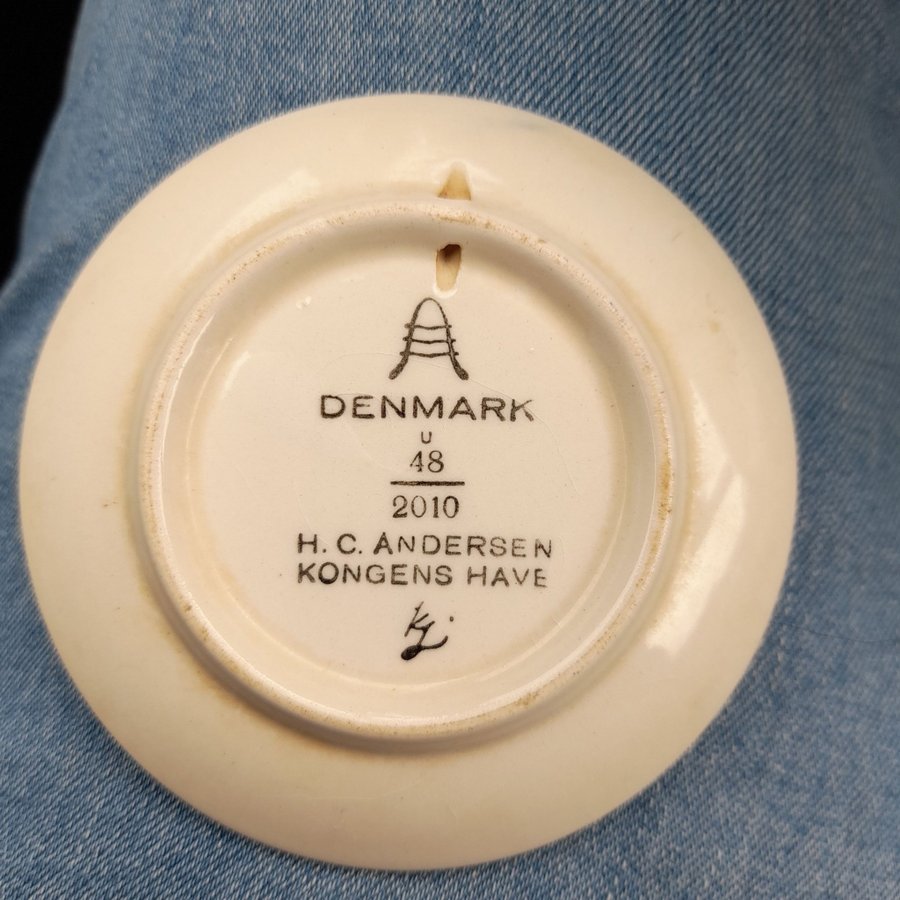 DENMARK
U
48
2010
H. C. ANDERSEN
KONGENS HAVE